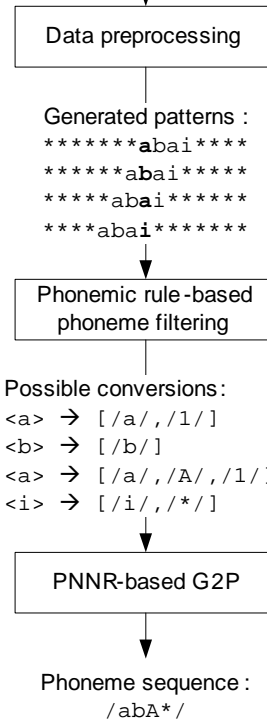 Data preprocessing
Generated patterns :
*******abai****
******abai*****
*****abai******
****abai*******
Phonemic rule-based
phoneme filtering
Possible conversions:
<a> → [/a/,/1/]
<b> → [/b/]
<a> → [/a/,/A/,/1/]
<i> → [/i/,/*/]
PNNR-based G2P
Phoneme sequence :
/abA*/